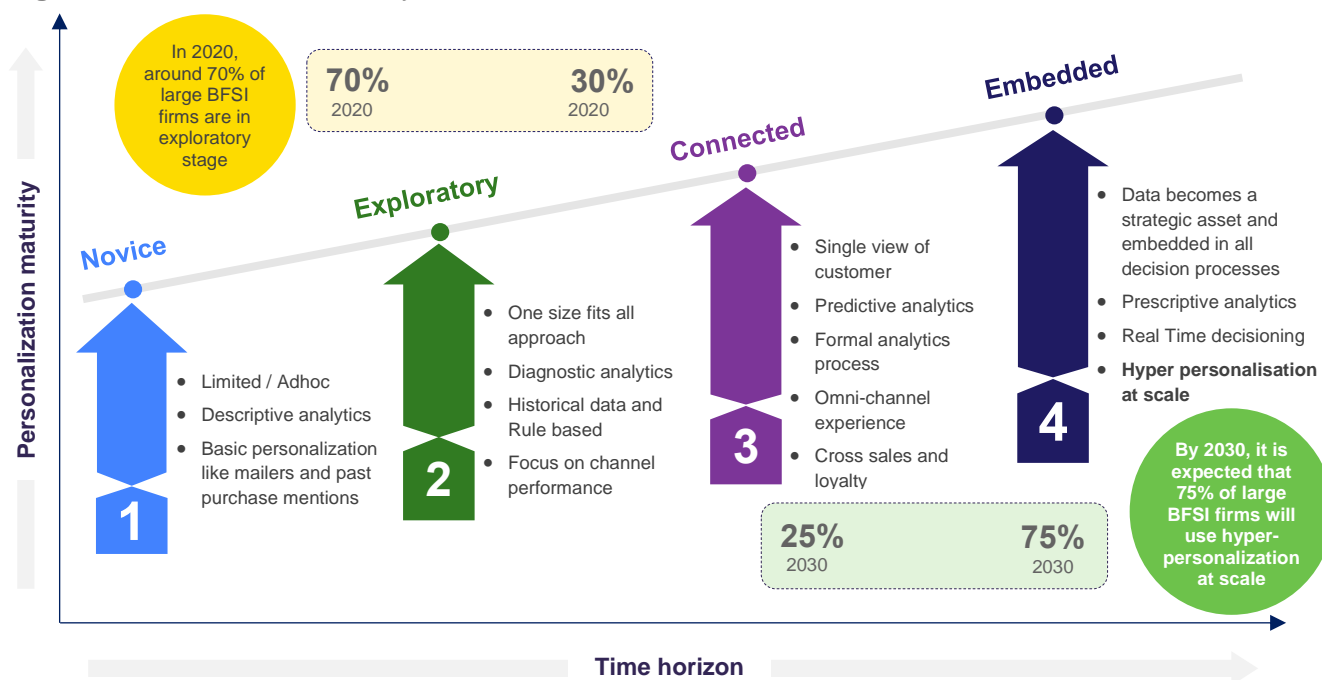 In 2020,
around 70% of
large BFSI
firms are in
exploratory
stage
70%
2020
30%
2020
Novice
Exploratory
Connected
Embedded
Personalization maturity
1
Limited / Adhoc
Descriptive analytics
Basic personalization
like mailers and past
purchase mentions
2
One size fits all
approach
Diagnostic analytics
Historical data and
Rule based
Focus on channel
performance
3
Single view of
customer
Predictive analytics
Formal analytics
process
Omni-channel
experience
Cross sales and
loyalty
4
Data becomes a
strategic asset and
embedded in all
decision processes
Prescriptive analytics
Real Time decisioning
Hyper personalisation
at scale
25%
2030
75%
2030
By 2030, it is
expected that
75% of large
BFSI firms will
use hyper-
personalization
at scale
Time horizon